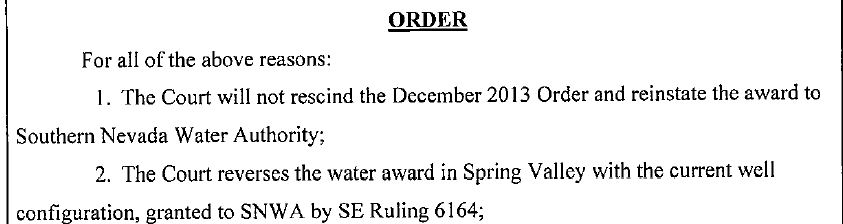 ORDER
For all of the above reasons:
1. The Court will not rescind the December 2013 Order and reinstate the award to
Southern Nevada Water Authority;
2. The Court reverses the water award in Spring Valley with the current well
configuration, granted to SNWA by SE Ruling 6164;